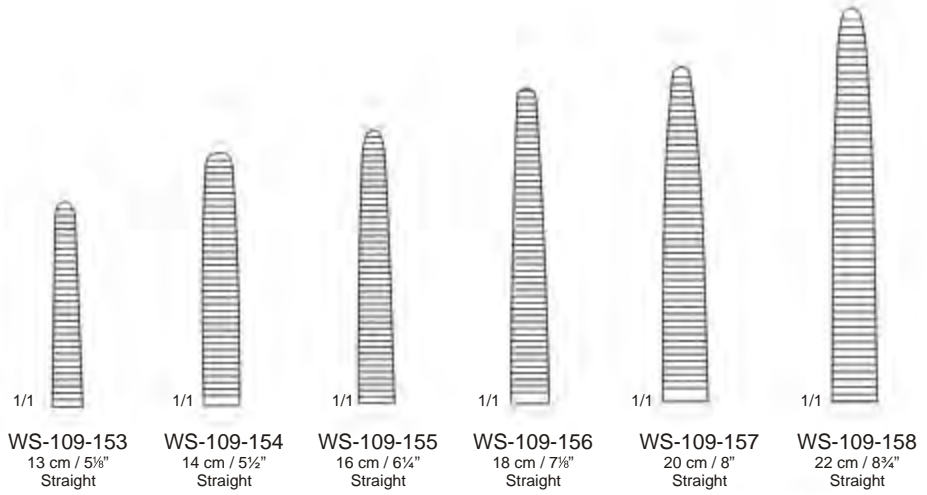 1/1
WS-109-153
13 cm / 5⅛”
Straight
1/1
WS-109-154
14 cm / 5½”
Straight
1/1
WS-109-155
16 cm / 6¼”
Straight
1/1
WS-109-156
18 cm / 7⅛”
Straight
1/1
WS-109-157
20 cm / 8”
Straight
1/1
WS-109-158
22 cm / 8¾”
Straight